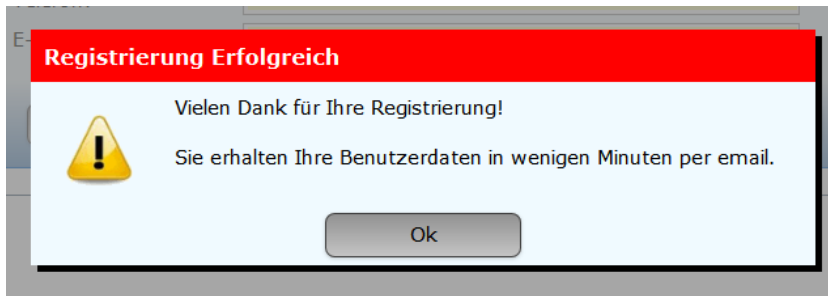 E-
Registrierung Erfolgreich
Vielen Dank für Ihre Registrierung!
Sie erhalten Ihre Benutzerdaten in wenigen Minuten per email.
Ok